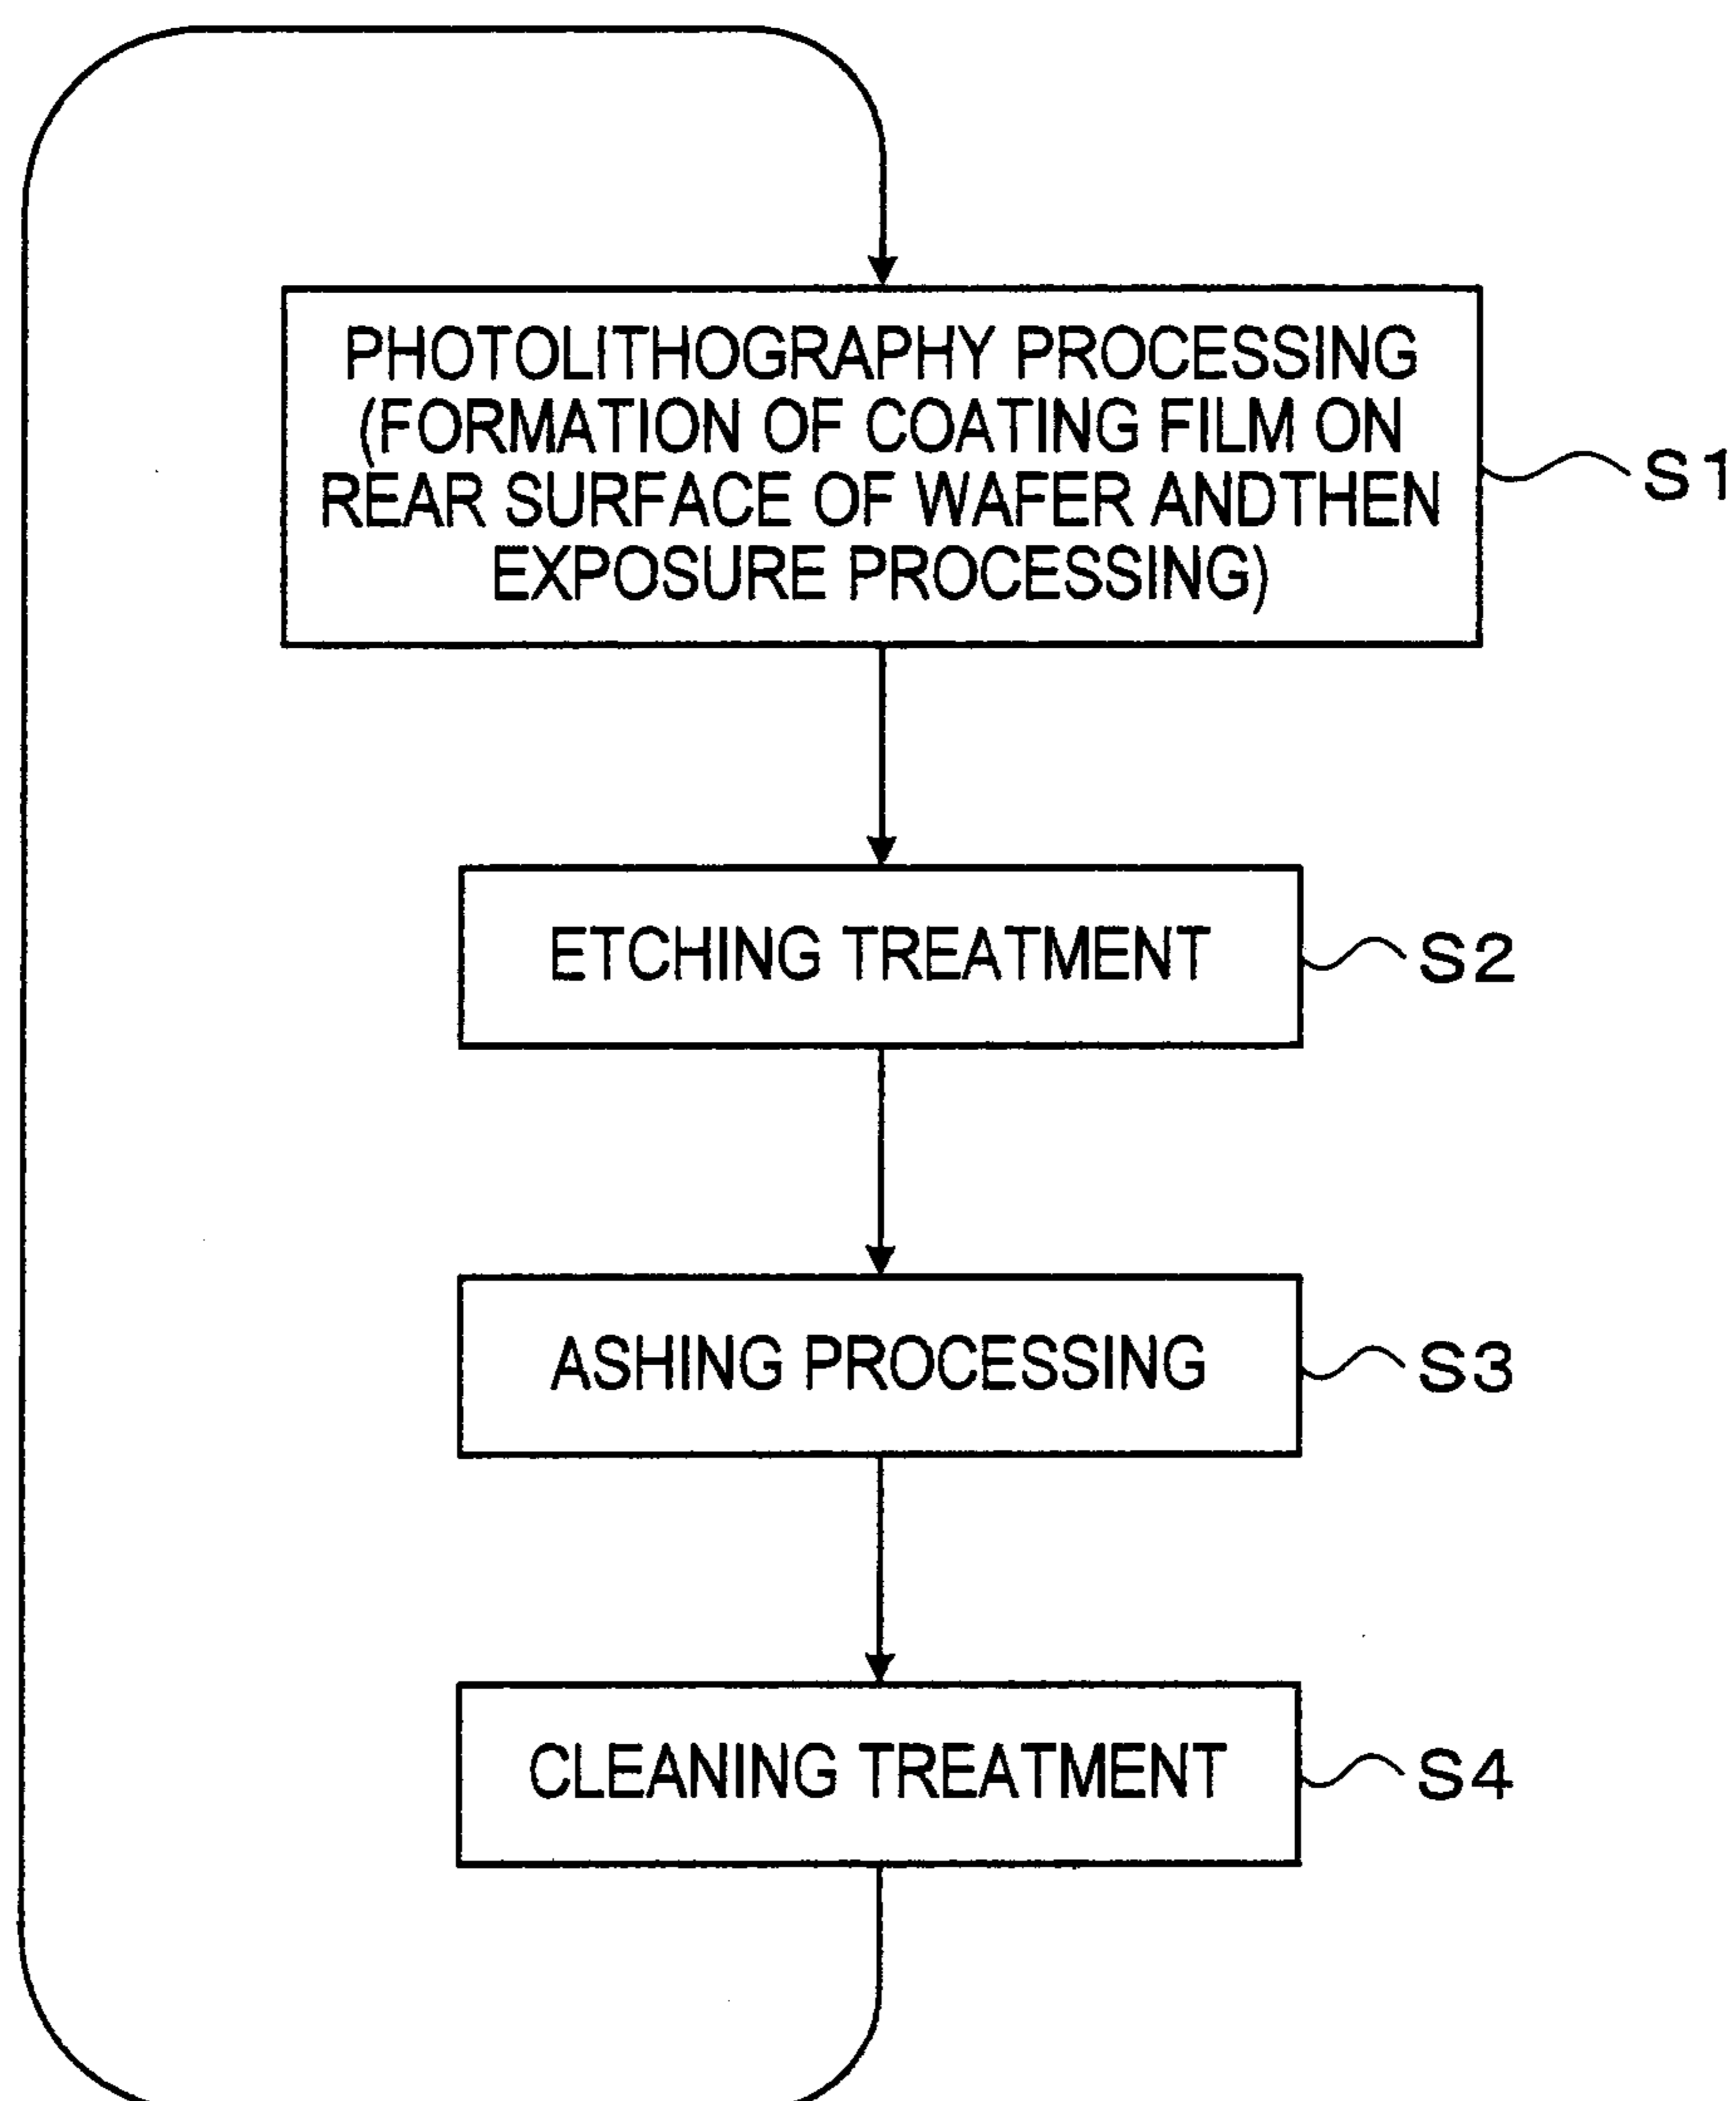 PHOTOLITHOGRAPHY PROCESSING
(FORMATION OF COATING FILM ON
REAR SURFACE OF WAFER ANDTHEN
EXPOSURE PROCESSING)
S1
ETCHING TREATMENT
S2
ASHING PROCESSING
S3
CLEANING TREATMENT
S4